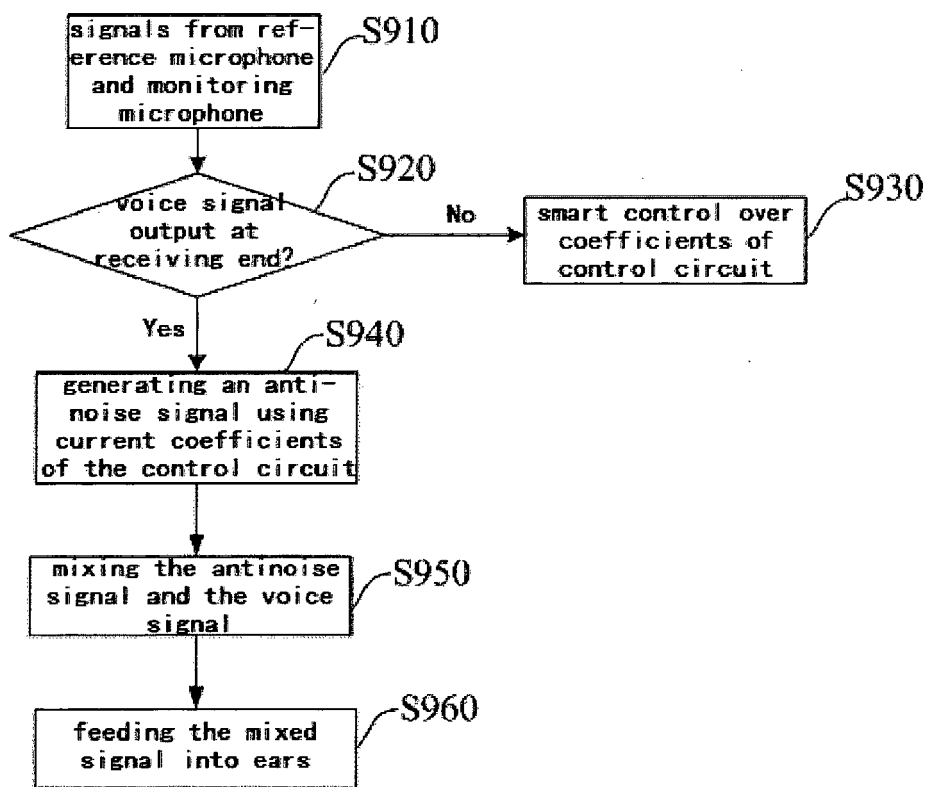 signals from ref-
erence microphone
and monitoring
microphone
S910
voice signal
output at
receiving end?
S920
No
smart control over
coefficients of
control circuit
S930
Yes
generating an anti-
noise signal using
current coefficients
of the control circuit
S940
mixing the antinoise
signal and the voice
signal
S950
feeding the mixed
signal into ears
S960